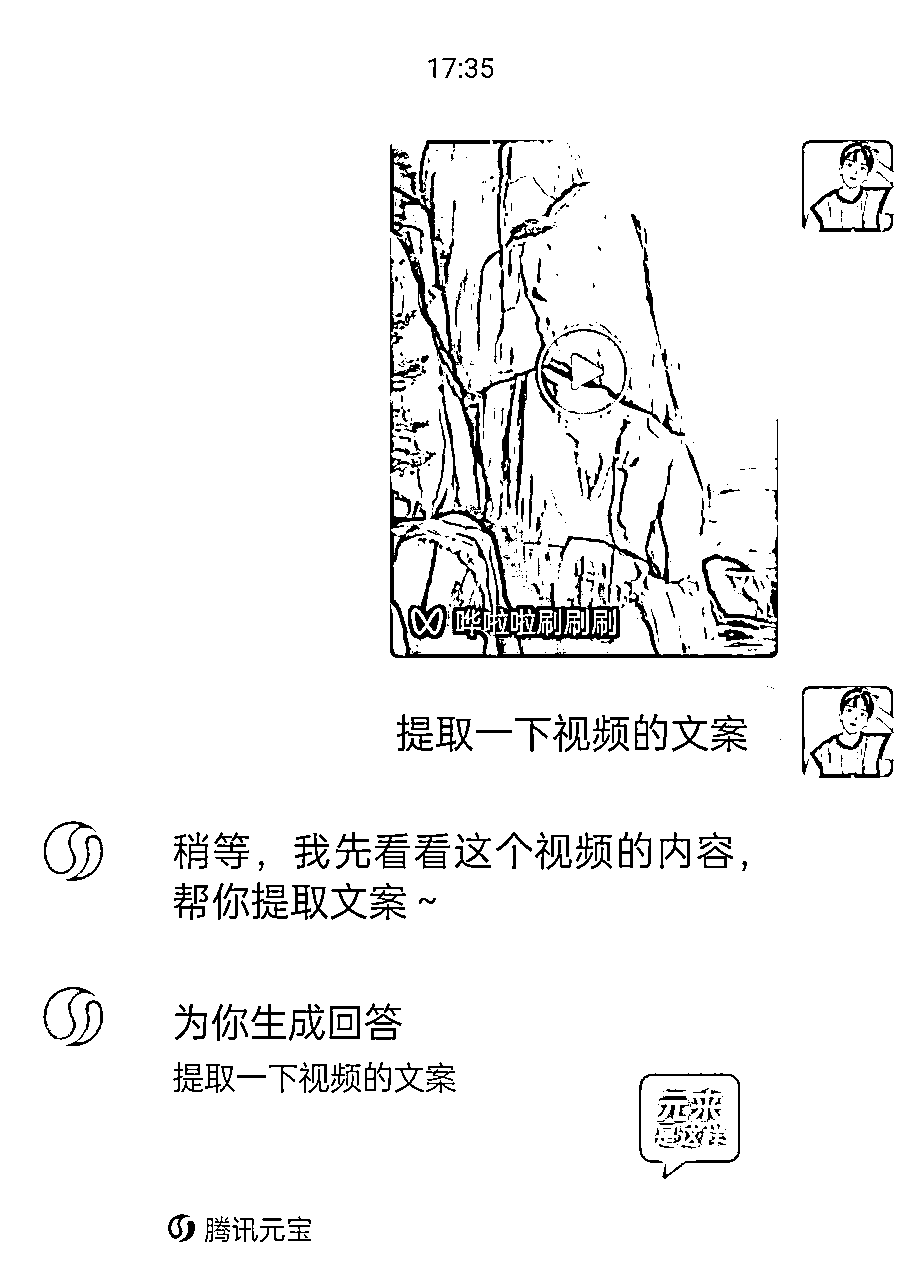 17:35
哗啦啦刷刷刷
提取一下视频的文案
稍等，我先看看这个视频的内容，
帮你提取文案~
为你生成回答
提取一下视频的文案
元来
是这样
腾讯元宝